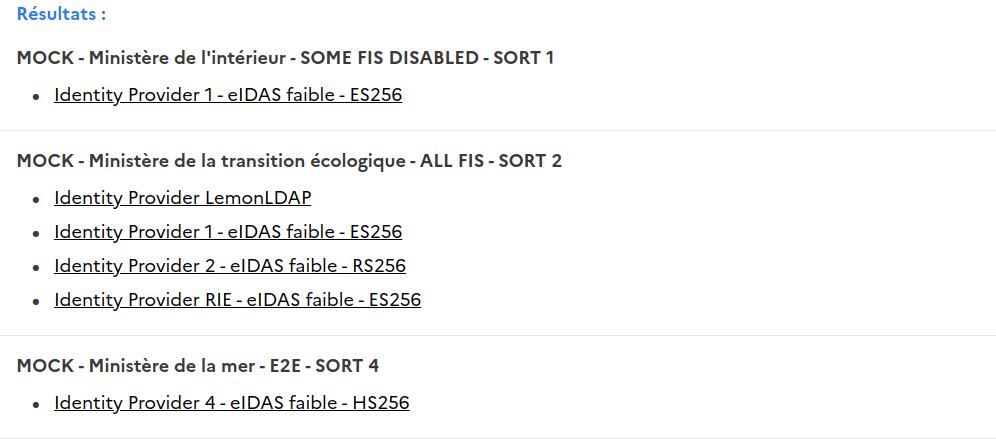 Résultats :
MOCK - Ministère de l'intérieur - SOME FIS DISABLED - SORT 1
Identity Provider 1 - eIDAS faible - ES256
MOCK - Ministère de la transition écologique - ALL FIS - SORT 2
Identity Provider LemonLDAP
Identity Provider 1 - eIDAS faible - ES256
Identity Provider 2 - eIDAS faible - RS256
Identity Provider RIE - eIDAS faible - ES256
MOCK - Ministère de la mer - E2E - SORT 4
Identity Provider 4 - eIDAS faible - HS256